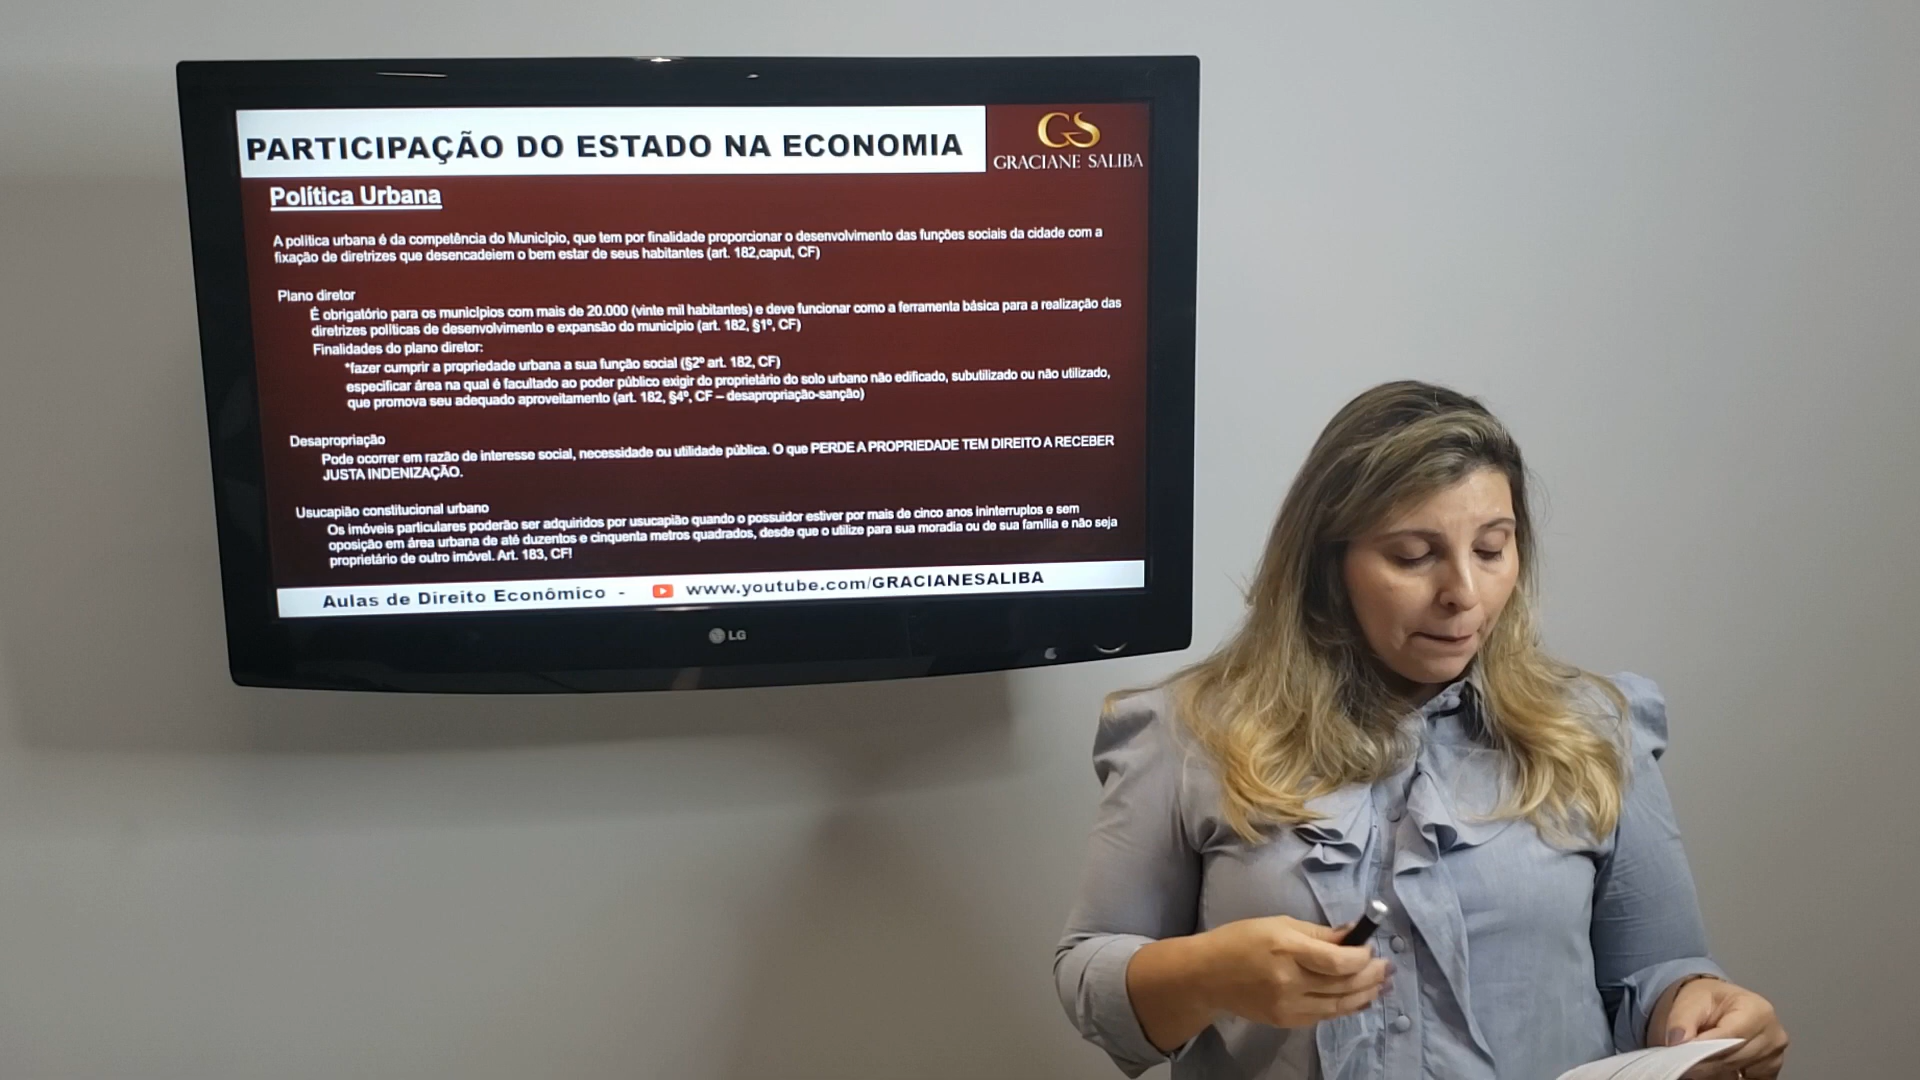 PARTICIPAÇÃO DO ESTADO NA ECONOMIA
GS
GRACIANE SALIBA
Política Urbana
A política urbana é da competência do Município, que tem por finalidade proporcionar o desenvolvimento das funções sociais da cidade com a
fixação de diretrizes que desencadeiem o bem estar de seus habitantes (art. 182,caput, CF)
Plano diretor
É obrigatório para os municípios com mais de 20.000 (vinte mil habitantes) e deve funcionar como a ferramenta básica para a realização das
diretrizes políticas de desenvolvimento e expansão do município (art. 182, §1º, CF)
Finalidades do plano diretor:
*fazer cumprir a propriedade urbana a sua função social (§2º art. 182, CF)
especificar área na qual é facultado ao poder público exigir do proprietário do solo urbano não edificado, subutilizado ou não utilizado,
que promova seu adequado aproveitamento (art. 182, §4º, CF – desapropriação-sanção)
Desapropriação
Pode ocorrer em razão de interesse social, necessidade ou utilidade pública. O que PERDE A PROPRIEDADE TEM DIREITO A RECEBER
JUSTA INDENIZAÇÃO.
Usucapião constitucional urbano
Os imóveis particulares poderão ser adquiridos por usucapião quando o possuidor estiver por mais de cinco anos ininterruptos e sem
oposição em área urbana de até duzentos e cinquenta metros quadrados, desde que o utilize para sua moradia ou de sua família e não seja
proprietário de outro imóvel. Art. 183, CF!
Aulas de Direito Econômico - www.youtube.com/GRACIANESALIBA
LG